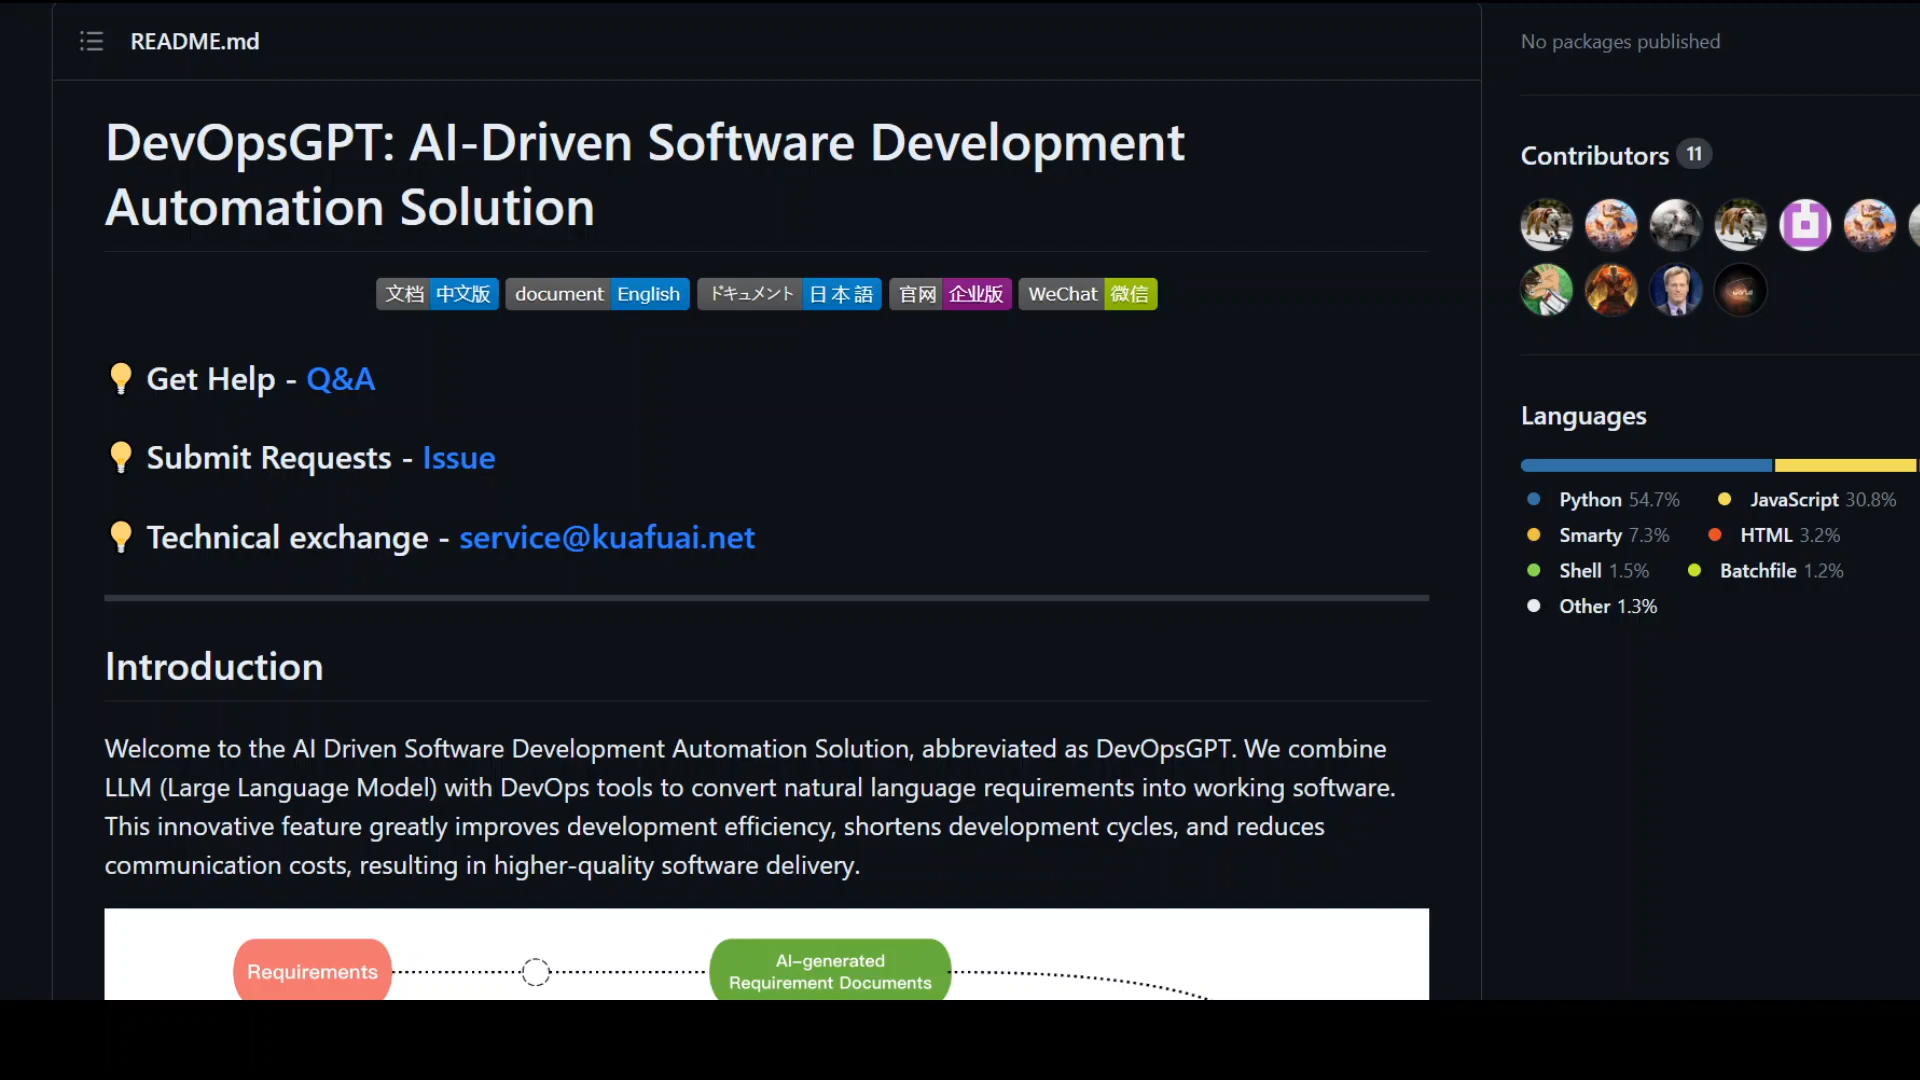 README.md
DevOpsGPT: AI-Driven Software Development
Automation Solution
文档 中文版 document English ドキュメント 日本語 官网 企业版 WeChat 微信
Get Help - Q&A
Submit Requests - Issue
Technical exchange - service@kuafuai.net
Introduction
Welcome to the AI Driven Software Development Automation Solution, abbreviated as DevOpsGPT. We combine
LLM (Large Language Model) with DevOps tools to convert natural language requirements into working software.
This innovative feature greatly improves development efficiency, shortens development cycles, and reduces
communication costs, resulting in higher-quality software delivery.
Requirements
AI-generated
Requirement Documents
No packages published
Contributors 11
Languages
Python 54.7% JavaScript 30.8%
Smarty 7.3% HTML 3.2%
Shell 1.5% Batchfile 1.2%
Other 1.3%